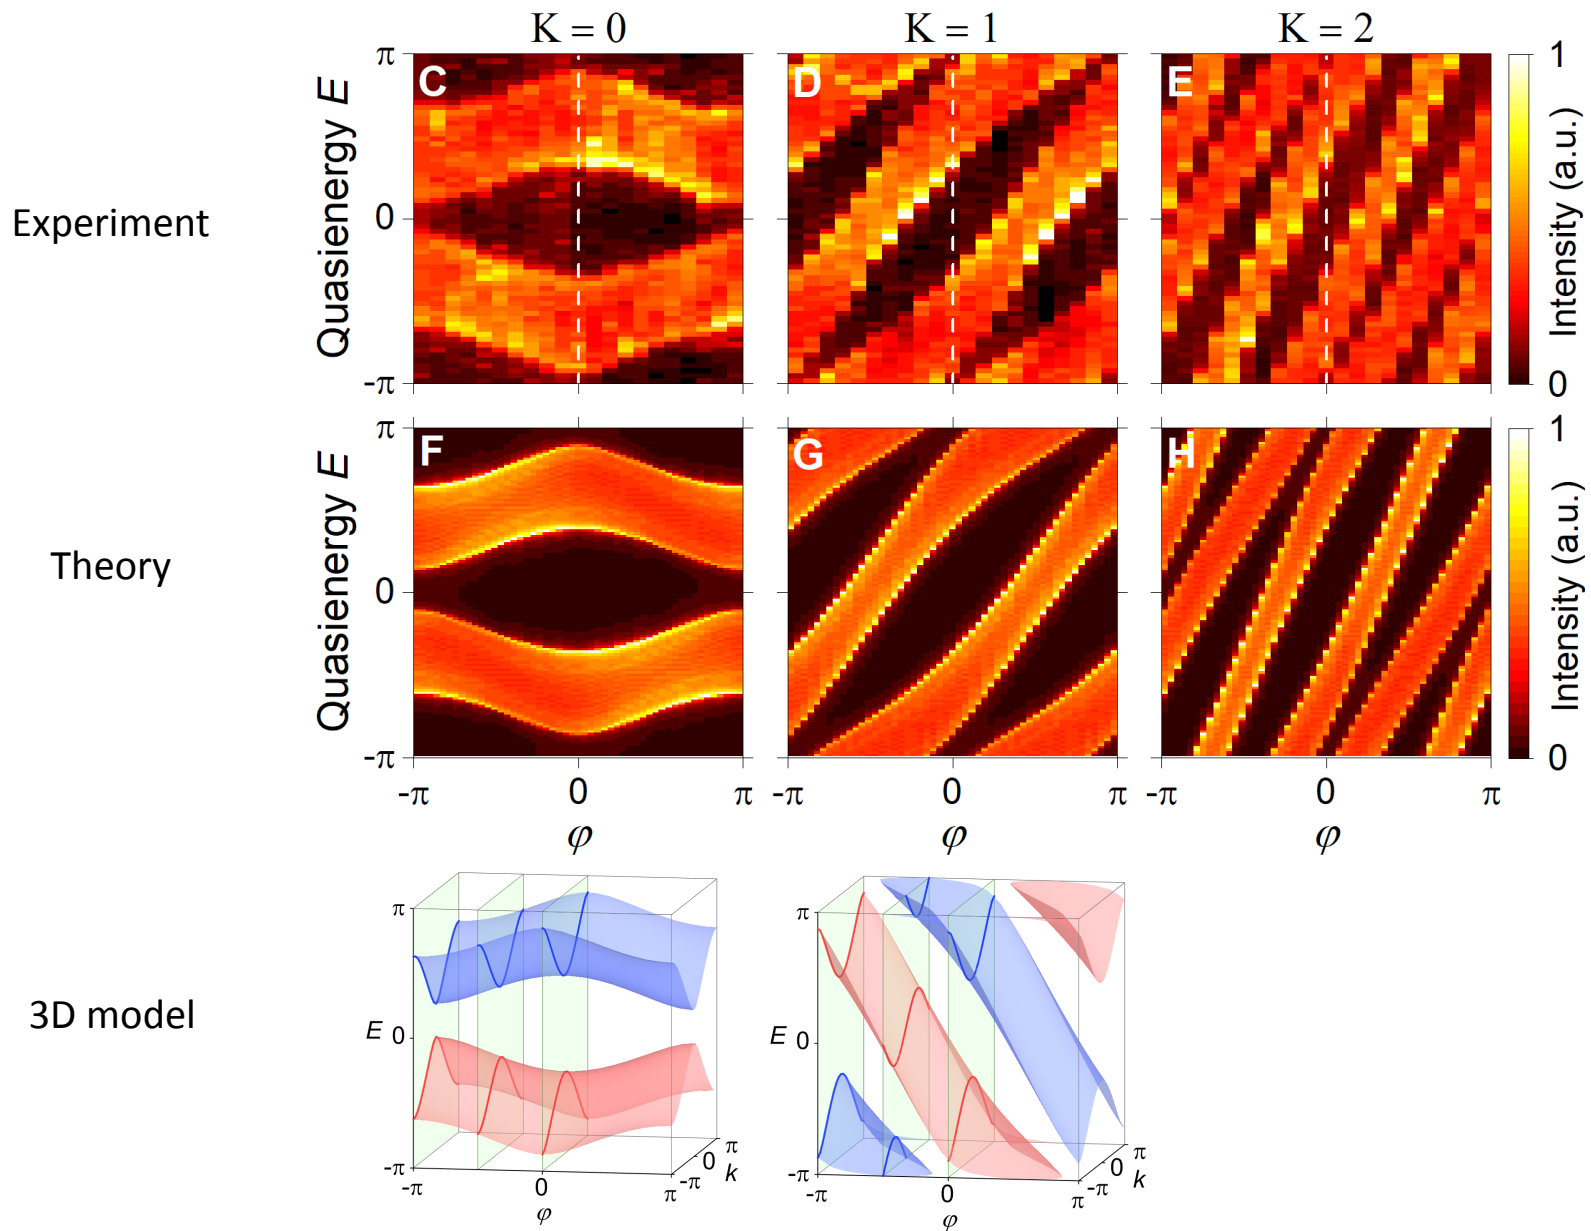 K = 0 K = 1 K = 2
Experiment
Quasienergy E
π
0
-π
C D E
1
0
Intensity (a.u.)
Theory
Quasienergy E
π
0
-π
F G H
1
0
Intensity (a.u.)
-π 0 π -π 0 π -π 0 π
φ φ φ
3D model
π
E 0
-π
-π 0 π
φ
-π 0 π
k
π
E 0
-π
-π 0 π
φ
-π 0 π
k